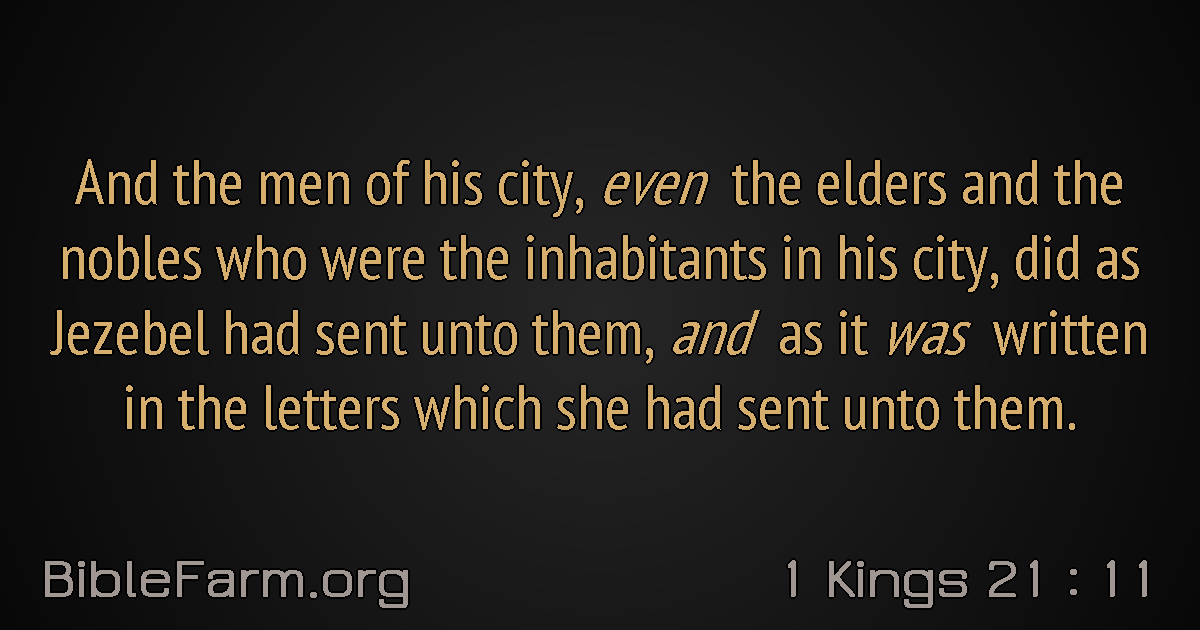 And the men of his city, even the elders and the
nobles who were the inhabitants in his city, did as
Jezebel had sent unto them, and as it was written
in the letters which she had sent unto them.
BibleFarm.org
1 Kings 21 : 11